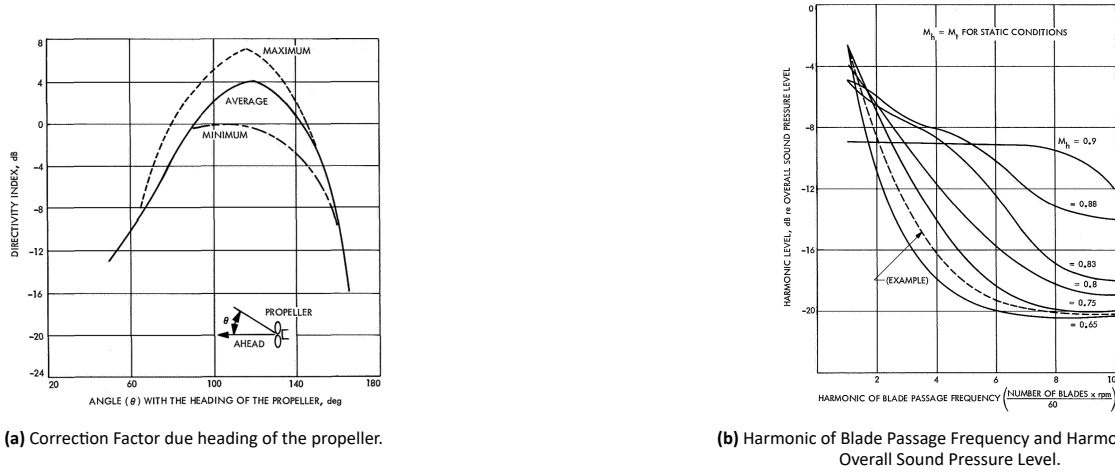 8
4
0
-4
-8
-12
-16
-20
-24
DIRECTIVITY INDEX, dB
MAXIMUM
AVERAGE
MINIMUM
PROPELLER
θ
AHEAD
20 60 100 140 180
ANGLE (θ) WITH THE HEADING OF THE PROPELLER, deg
(a) Correction Factor due heading of the propeller.
0
-4
-8
-12
-16
-20
HARMONIC LEVEL, dB re OVERALL SOUND PRESSURE LEVEL
M_h = M_t FOR STATIC CONDITIONS
M_h = 0.9
= 0.88
= 0.83
= 0.8
= 0.75
= 0.65
(EXAMPLE)
2 4 6 8 10
HARMONIC OF BLADE PASSAGE FREQUENCY (NUMBER OF BLADES x rpm / 60)
(b) Harmonic of Blade Passage Frequency and Harmo
Overall Sound Pressure Level.